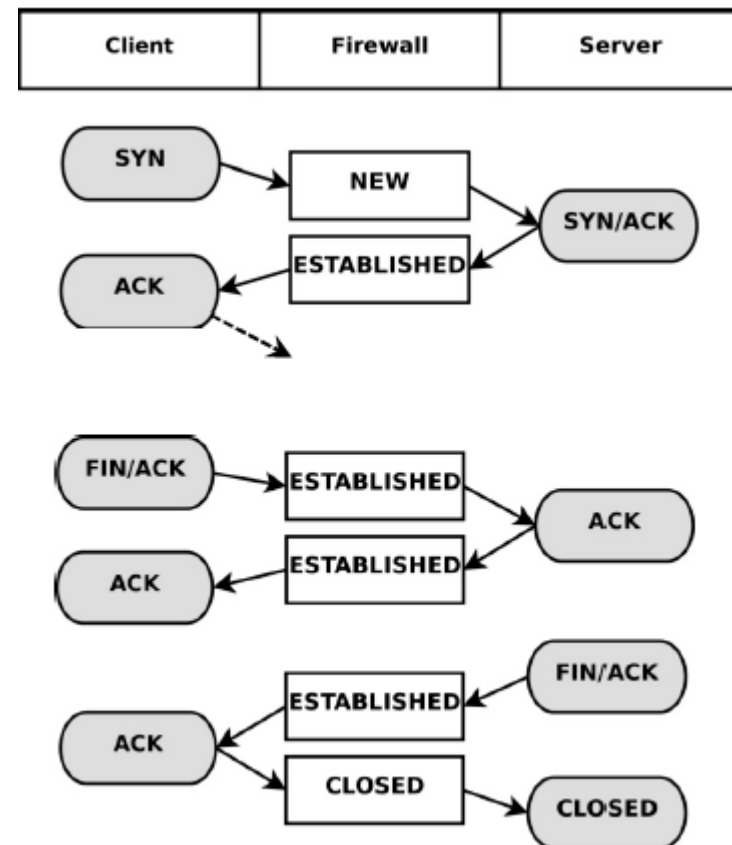 Client Firewall Server
SYN
NEW
SYN/ACK
ESTABLISHED
ACK
FIN/ACK
ESTABLISHED
ACK
ESTABLISHED
ACK
FIN/ACK
ESTABLISHED
ACK
CLOSED
CLOSED